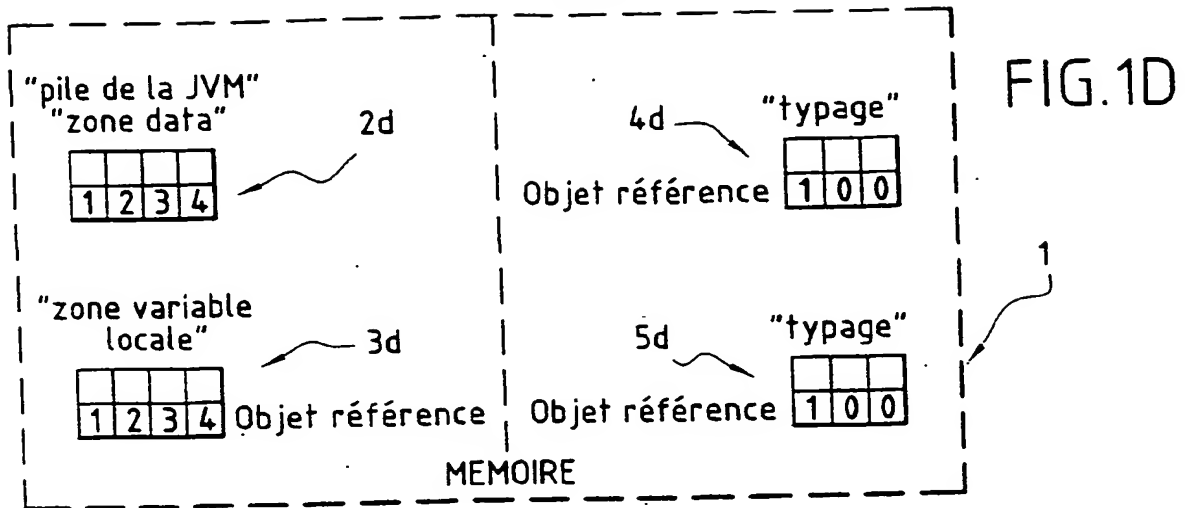 FIG.1D
"pile de la JVM"
"zone data"
2d
1 2 3 4
4d
"typage"
Objet référence 1 0 0
1
"zone variable
locale"
3d
1 2 3 4 Objet référence
5d
"typage"
Objet référence 1 0 0
MEMOIRE